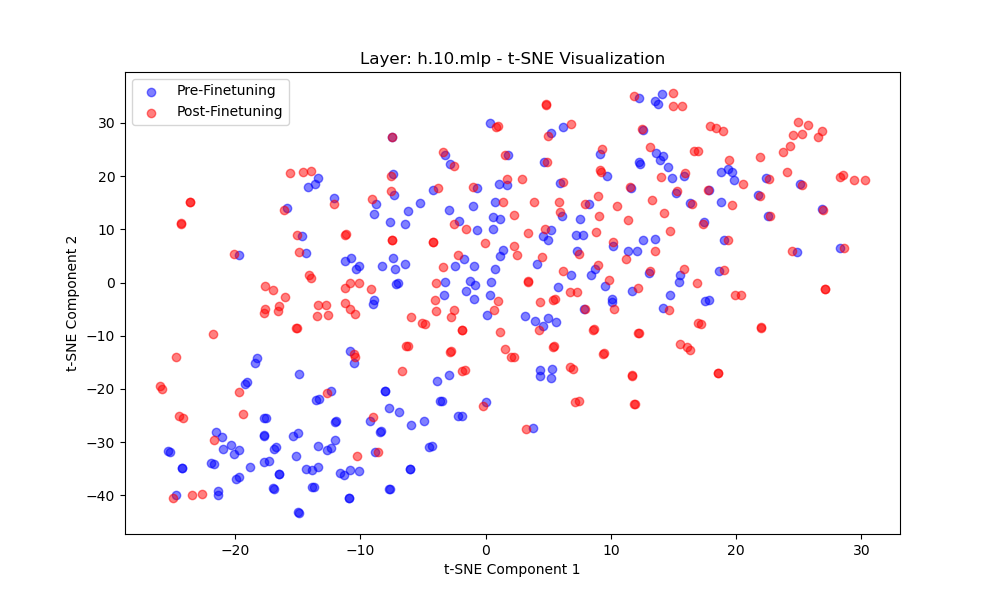 Layer: h.10.mlp - t-SNE Visualization
Pre-Finetuning
Post-Finetuning
30
20
10
0
−10
−20
−30
−40
t-SNE Component 2
−20
−10
0
10
20
30
t-SNE Component 1